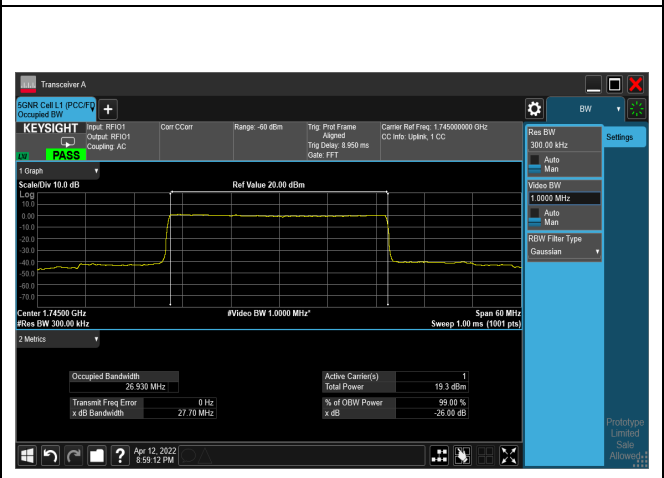 Transceiver A
5GNR Cell L1 (PCC/FD
Occupied BW
+
BW
KEYSIGHT
Input: RFIO1
Output: RFIO1
Coupling: AC
Corr CCorr
Range: -60 dBm
Trig: Prot Frame
Aligned
Trig Delay: 8.950 ms
Gate: FFT
Carrier Ref Freq: 1.745000000 GHz
CC Info: Uplink, 1 CC
PASS
Res BW
300.00 kHz
Auto
Man
Settings
Video BW
1.0000 MHz
Auto
Man
RBW Filter Type
Gaussian
1 Graph
Scale/Div 10.0 dB
Ref Value 20.00 dBm
Log
10.0
0.00
-10.0
-20.0
-30.0
-40.0
-50.0
-60.0
-70.0
Center 1.74500 GHz
#Video BW 1.0000 MHz*
Span 60 MHz
#Res BW 300.00 kHz
Sweep 1.00 ms (1001 pts)
2 Metrics
Occupied Bandwidth
26.930 MHz
Active Carrier(s) 1
Total Power 19.3 dBm
Transmit Freq Error 0 Hz
x dB Bandwidth 27.70 MHz
% of OBW Power 99.00 %
x dB -26.00 dB
Prototype
Limited
Sale
Allowed
?
Apr 12, 2022
8:59:12 PM